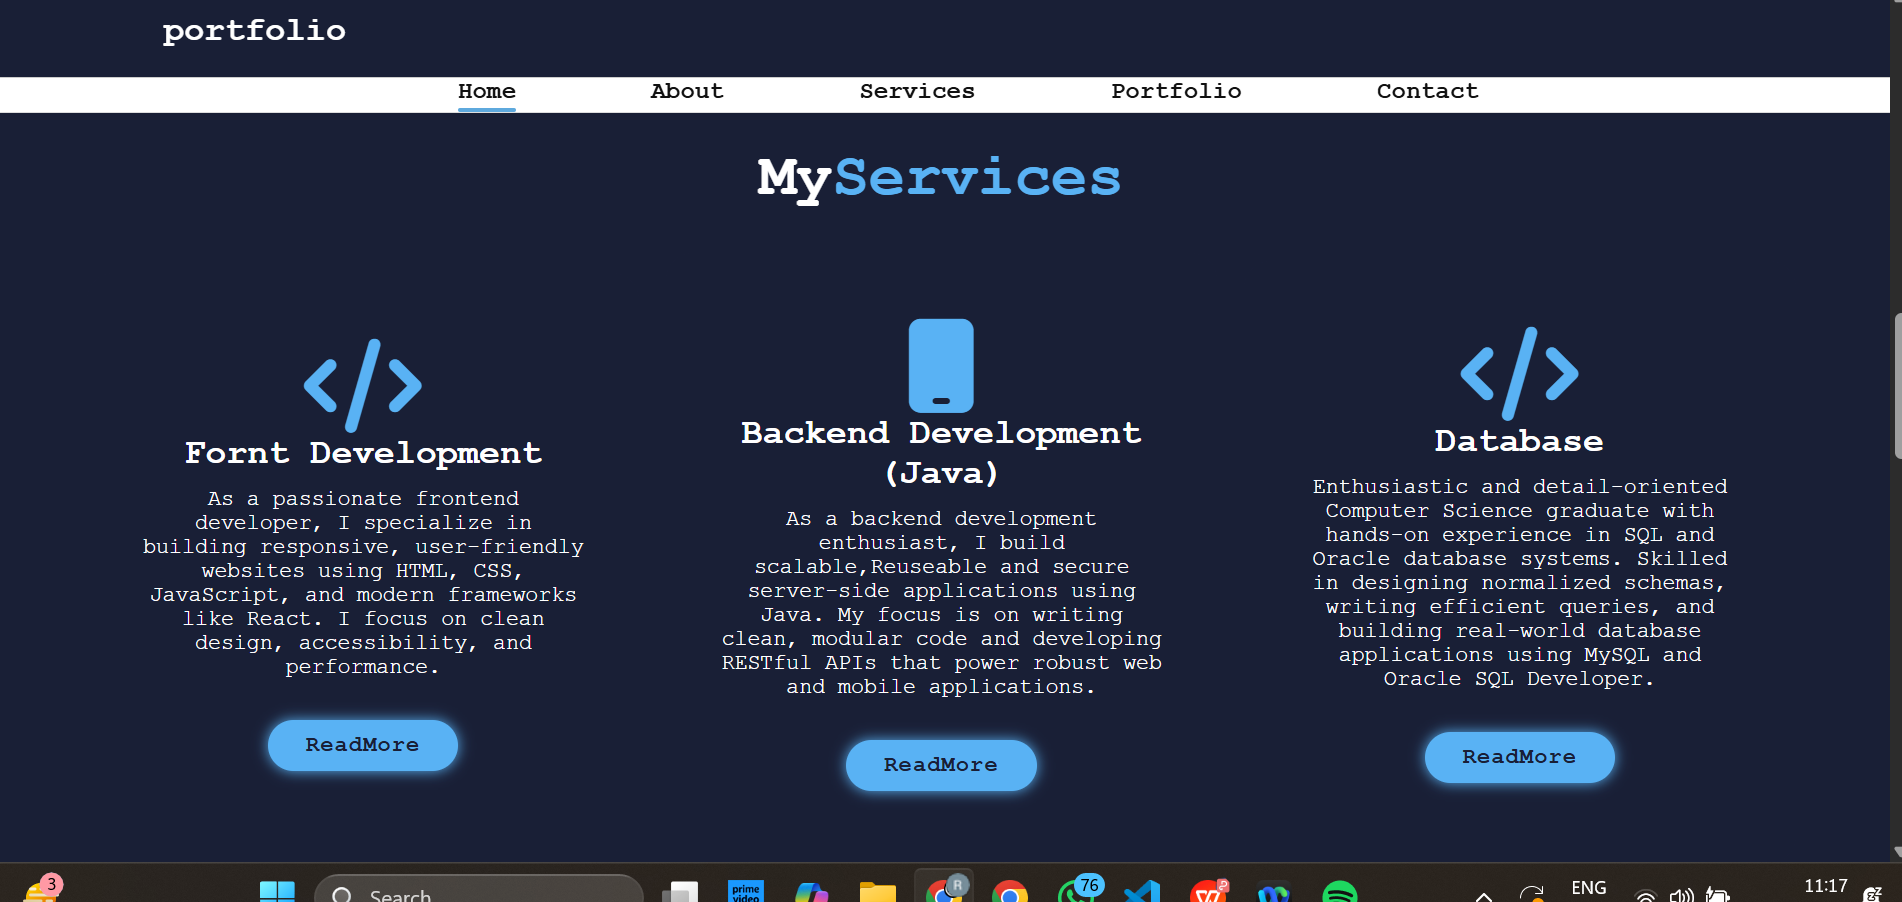 portfolio
Home About Services Portfolio Contact
MyServices
Fornt Development
As a passionate frontend
developer, I specialize in
building responsive, user-friendly
websites using HTML, CSS,
JavaScript, and modern frameworks
like React. I focus on clean
design, accessibility, and
performance.
ReadMore
Backend Development
(Java)
As a backend development
enthusiast, I build
scalable,Reuseable and secure
server-side applications using
Java. My focus is on writing
clean, modular code and developing
RESTful APIs that power robust web
and mobile applications.
ReadMore
Database
Enthusiastic and detail-oriented
Computer Science graduate with
hands-on experience in SQL and
Oracle database systems. Skilled
in designing normalized schemas,
writing efficient queries, and
building real-world database
applications using MySQL and
Oracle SQL Developer.
ReadMore
3
Search
prime
video
R
76
ENG
11:17